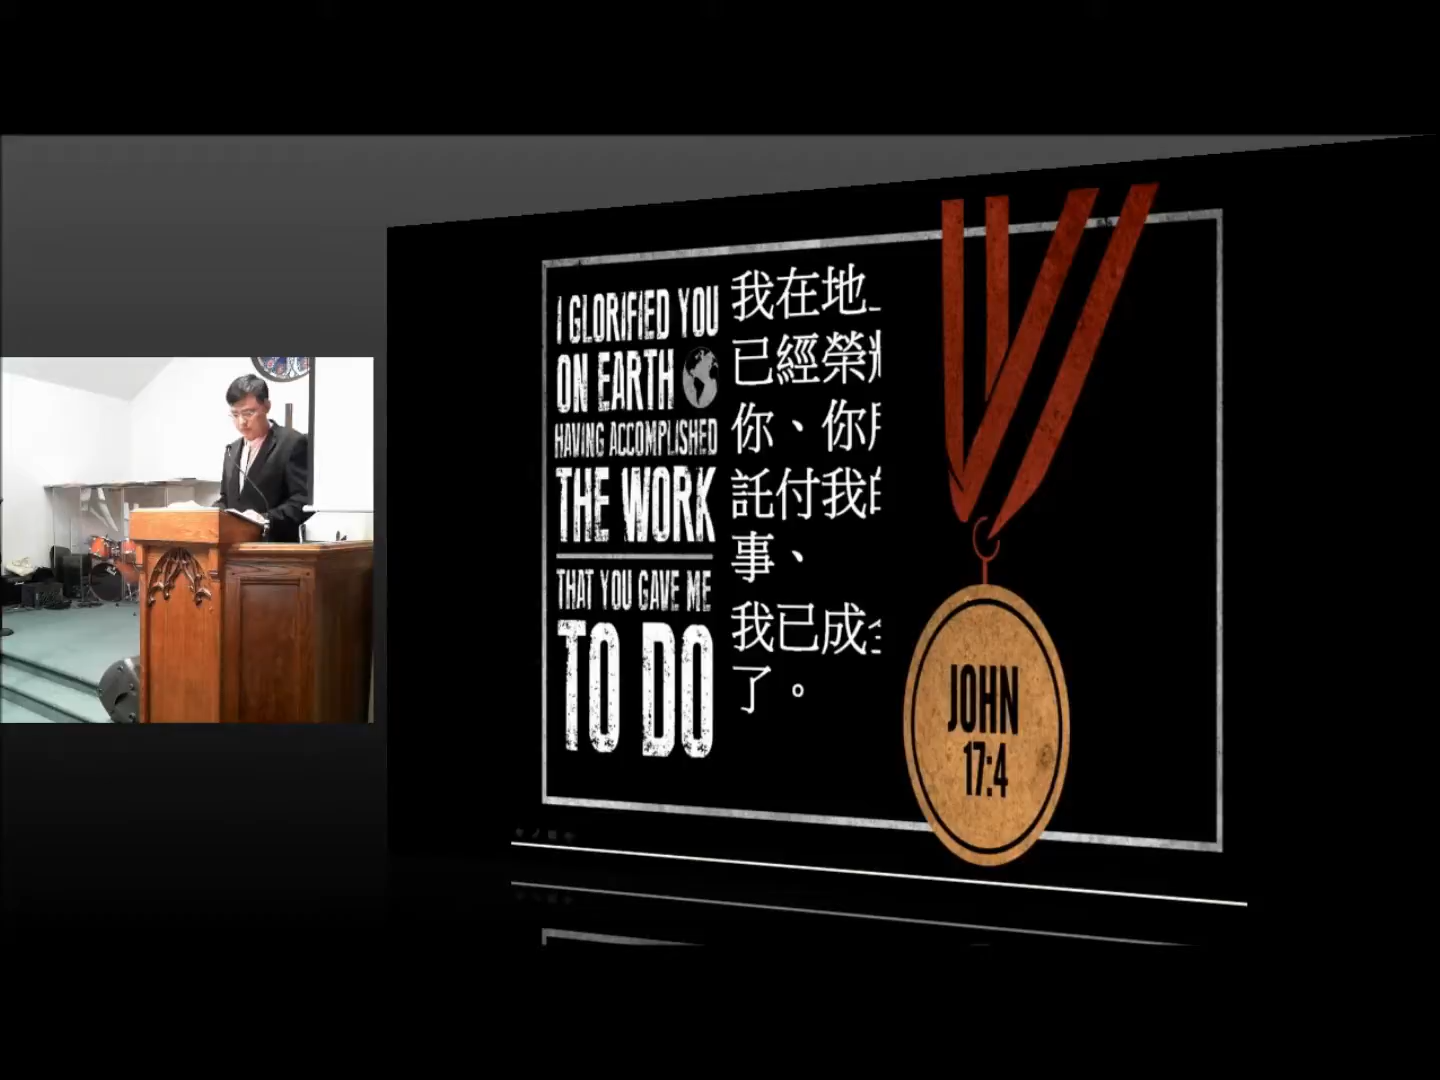 I GLORIFIED YOU
ON EARTH
HAVING ACCOMPLISHED
THE WORK
THAT YOU GAVE ME
TO DO
我在地
已經榮
你、你
託付我
事、
我已成
了。
JOHN
17:4